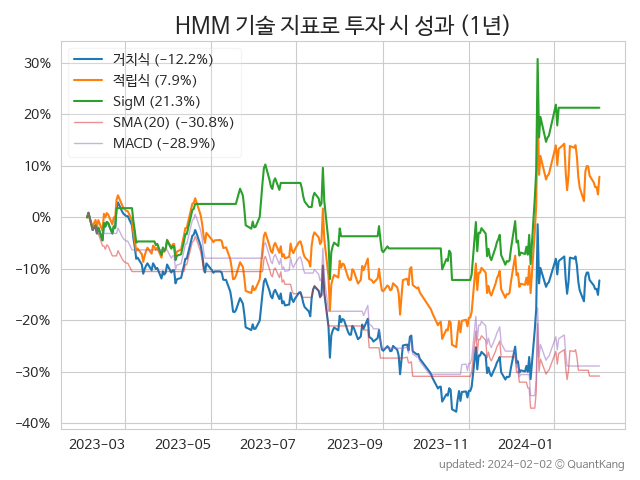 HMM 기술 지표로 투자 시 성과 (1년)
거치식 (−12.2%)
적립식 (7.9%)
SigM (21.3%)
SMA(20) (−30.8%)
MACD (−28.9%)
30%
20%
10%
0%
−10%
−20%
−30%
−40%
2023-03 2023-05 2023-07 2023-09 2023-11 2024-01
updated: 2024-02-02 ⓒ QuantKang